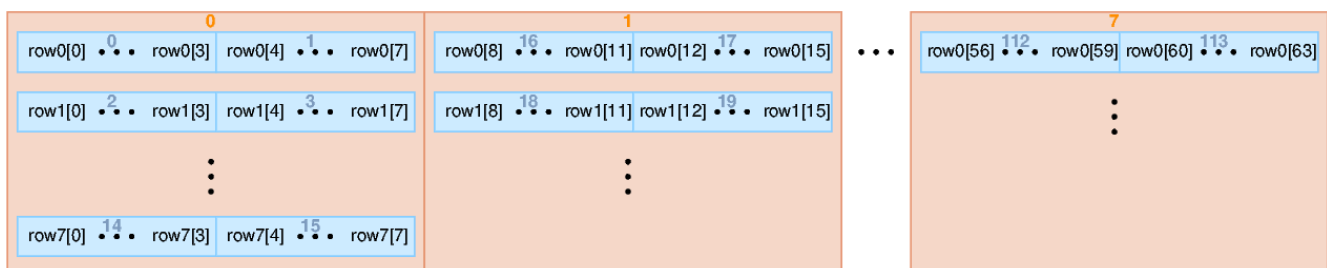 0 1 7
0 1 16 17 112 113
row0[0] ••• row0[3] row0[4] ••• row0[7] row0[8] ••• row0[11] row0[12] ••• row0[15] ••• row0[56] ••• row0[59] row0[60] ••• row0[63]
2 3 18 19
row1[0] ••• row1[3] row1[4] ••• row1[7] row1[8] ••• row1[11] row1[12] ••• row1[15]
14 15
row7[0] ••• row7[3] row7[4] ••• row7[7]